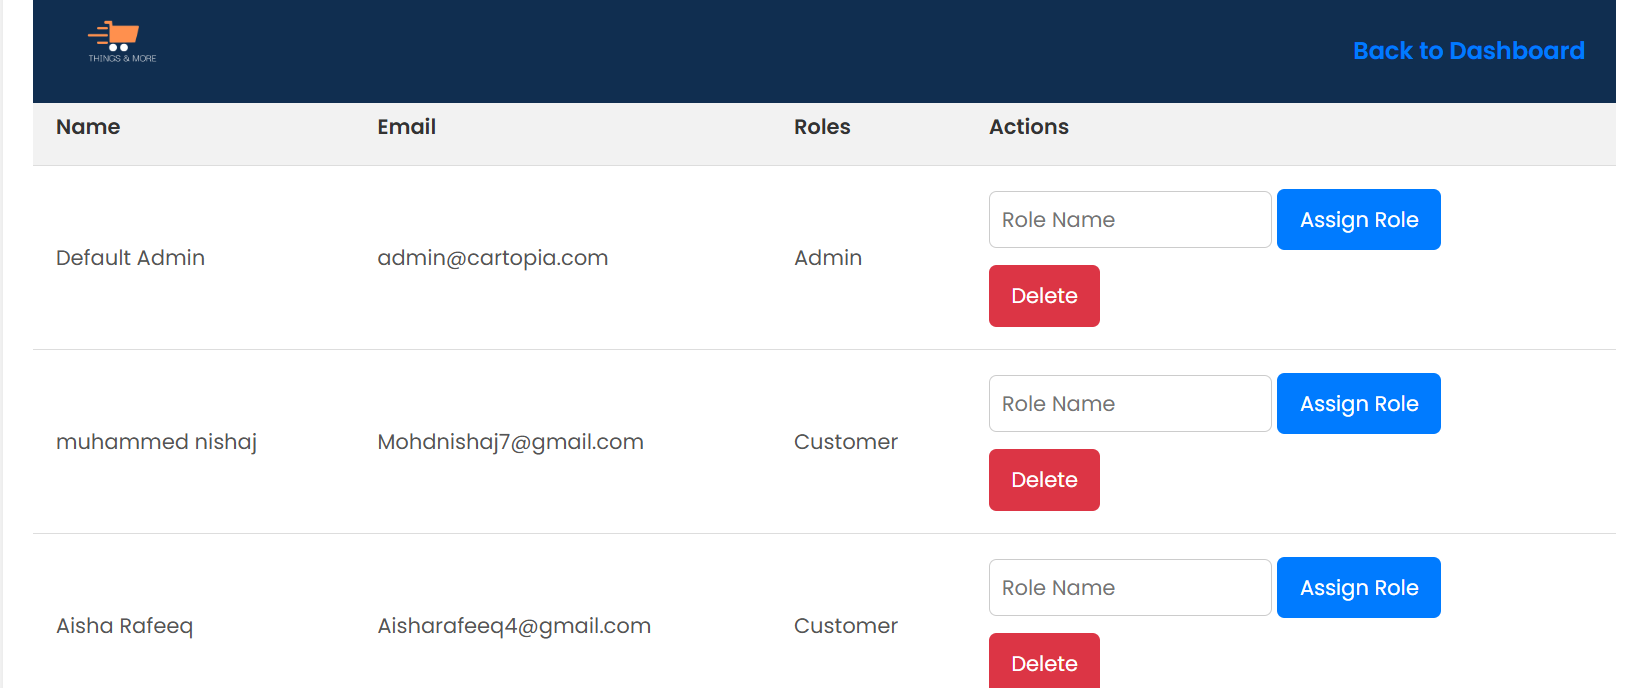 THINGS & MORE
Back to Dashboard
Name Email Roles Actions
Role Name Assign Role
Default Admin admin@cartopia.com Admin
Delete
Role Name Assign Role
muhammed nishaj Mohdnishaj7@gmail.com Customer
Delete
Role Name Assign Role
Aisha Rafeeq Aisharafeeq4@gmail.com Customer
Delete